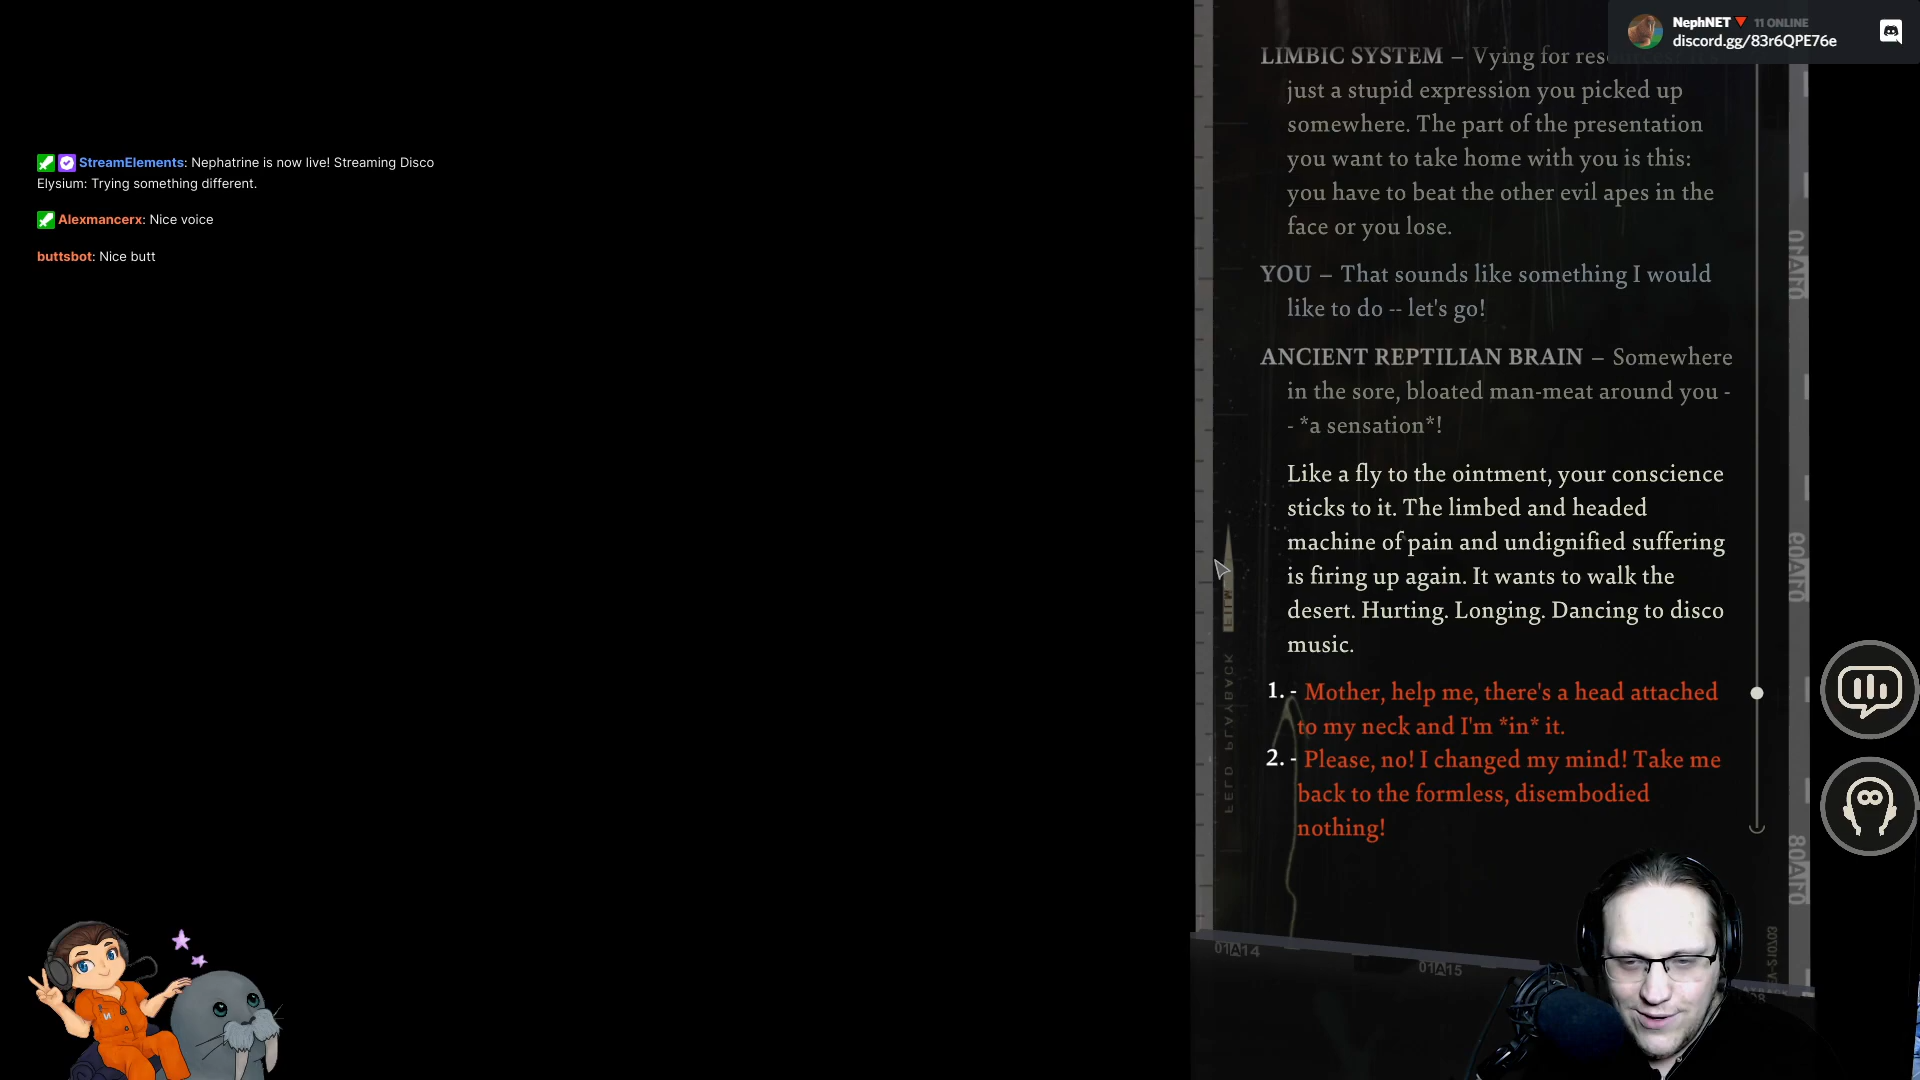 NephNET 11 ONLINE
discord.gg/83r6QPE76e
LIMBIC SYSTEM – Vying for
just a stupid expression you picked up
somewhere. The part of the presentation
you want to take home with you is this:
you have to beat the other evil apes in the
face or you lose.
YOU – That sounds like something I would
like to do -- let's go!
ANCIENT REPTILIAN BRAIN – Somewhere
in the sore, bloated man-meat around you -
- *a sensation*!
Like a fly to the ointment, your conscience
sticks to it. The limbed and headed
machine of pain and undignified suffering
is firing up again. It wants to walk the
desert. Hurting. Longing. Dancing to disco
music.
1. - Mother, help me, there's a head attached
to my neck and I'm *in* it.
2. - Please, no! I changed my mind! Take me
back to the formless, disembodied
nothing!
StreamElements: Nephatrine is now live! Streaming Disco
Elysium: Trying something different.
Alexmancerx: Nice voice
buttsbot: Nice butt
FELD PLAYBACK
01A10
01A09
01A08
01A14
01A15
N